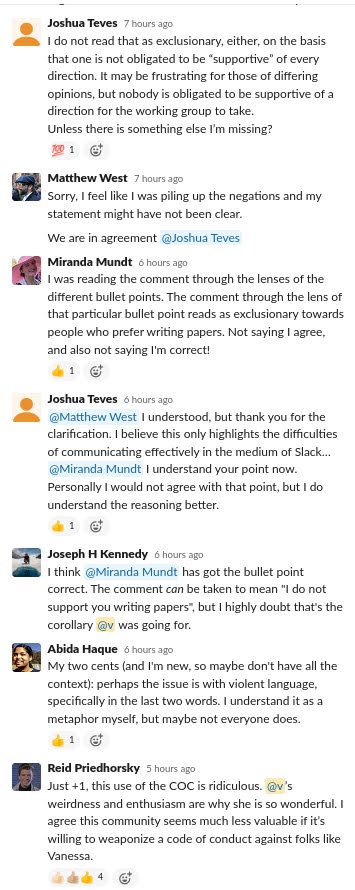 Joshua Teves 7 hours ago
I do not read that as exclusionary, either, on the basis
that one is not obligated to be “supportive” of every
direction. It may be frustrating for those of differing
opinions, but nobody is obligated to be supportive of a
direction for the working group to take.
Unless there is something else I’m missing?
💯 1
Matthew West 7 hours ago
Sorry, I feel like I was piling up the negations and my
statement might have not been clear.
We are in agreement @Joshua Teves
Miranda Mundt 6 hours ago
I was reading the comment through the lenses of the
different bullet points. The comment through the lens of
that particular bullet point reads as exclusionary towards
people who prefer writing papers. Not saying I agree,
and also not saying I'm correct!
👍 1
Joshua Teves 6 hours ago
@Matthew West I understood, but thank you for the
clarification. I believe this only highlights the difficulties
of communicating effectively in the medium of Slack...
@Miranda Mundt I understand your point now.
Personally I would not agree with that point, but I do
understand the reasoning better.
👍 1
Joseph H Kennedy 6 hours ago
I think @Miranda Mundt has got the bullet point
correct. The comment can be taken to mean "I do not
support you writing papers", but I highly doubt that's the
corollary @v was going for.
Abida Haque 6 hours ago
My two cents (and I'm new, so maybe don't have all the
context): perhaps the issue is with violent language,
specifically in the last two words. I understand it as a
metaphor myself, but maybe not everyone does.
👍 1
Reid Priedhorsky 5 hours ago
Just +1, this use of the COC is ridiculous. @v’s
weirdness and enthusiasm are why she is so wonderful. I
agree this community seems much less valuable if it’s
willing to weaponize a code of conduct against folks like
Vanessa.
4